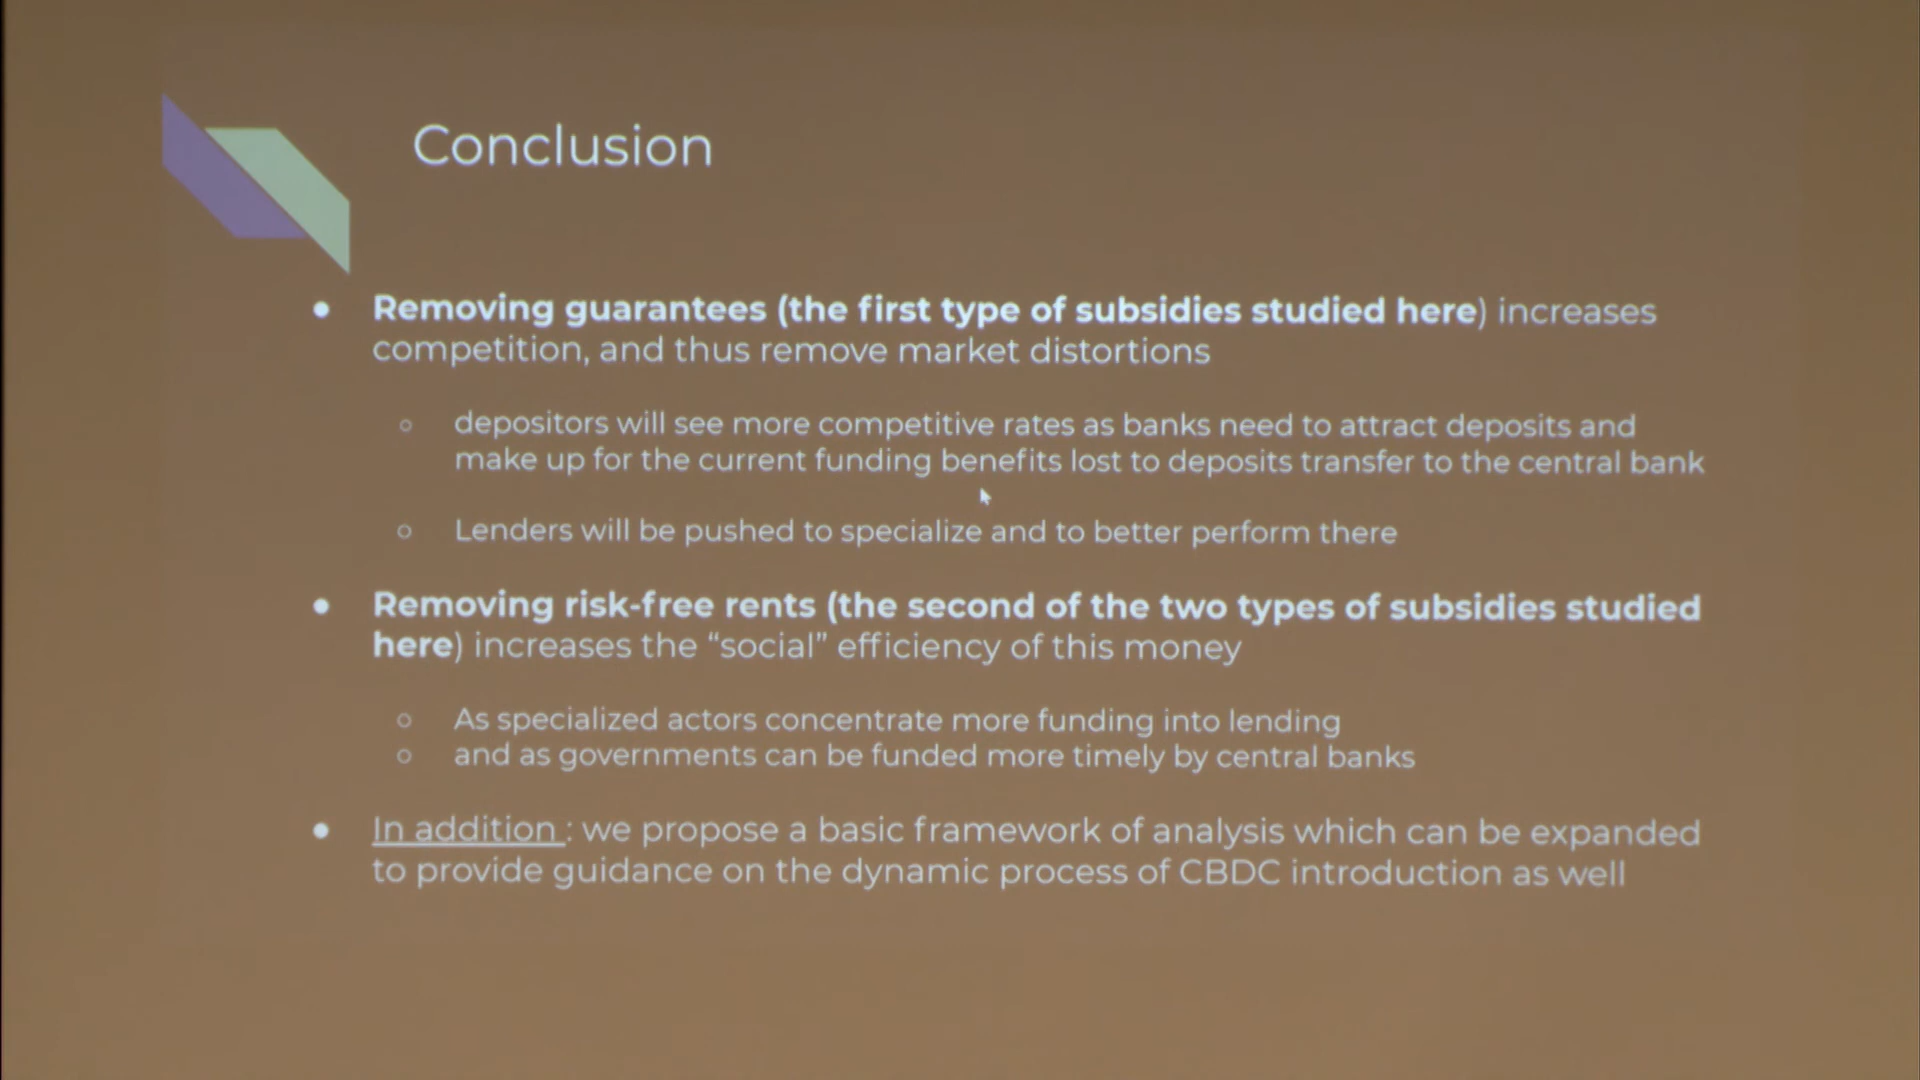 Conclusion
● Removing guarantees (the first type of subsidies studied here) increases
competition, and thus remove market distortions
○ depositors will see more competitive rates as banks need to attract deposits and
make up for the current funding benefits lost to deposits transfer to the central bank
○ Lenders will be pushed to specialize and to better perform there
● Removing risk-free rents (the second of the two types of subsidies studied
here) increases the “social” efficiency of this money
○ As specialized actors concentrate more funding into lending
○ and as governments can be funded more timely by central banks
● In addition : we propose a basic framework of analysis which can be expanded
to provide guidance on the dynamic process of CBDC introduction as well